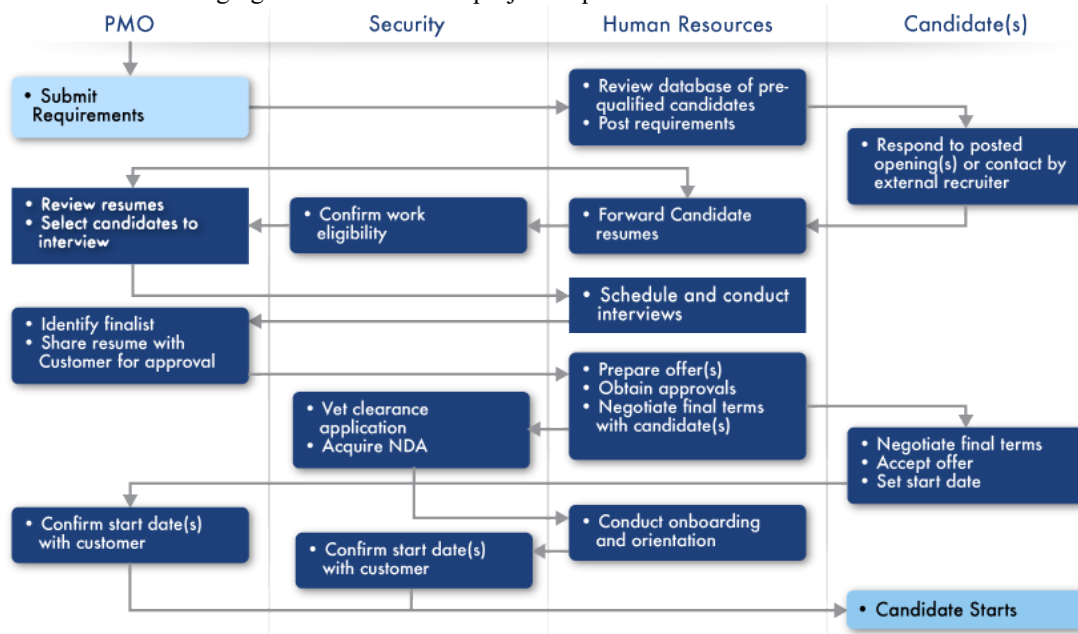 PMO
Security
Human Resources
Candidate(s)
• Submit
Requirements
• Review database of pre-
qualified candidates
• Post requirements
• Respond to posted
opening(s) or contact by
external recruiter
• Review resumes
• Select candidates to
interview
• Confirm work
eligibility
• Forward Candidate
resumes
• Schedule and conduct
interviews
• Identify finalist
• Share resume with
Customer for approval
• Prepare offer(s)
• Obtain approvals
• Negotiate final terms
with candidate(s)
• Vet clearance
application
• Acquire NDA
• Negotiate final terms
• Accept offer
• Set start date
• Confirm start date(s)
with customer
• Conduct onboarding
and orientation
• Confirm start date(s)
with customer
• Candidate Starts